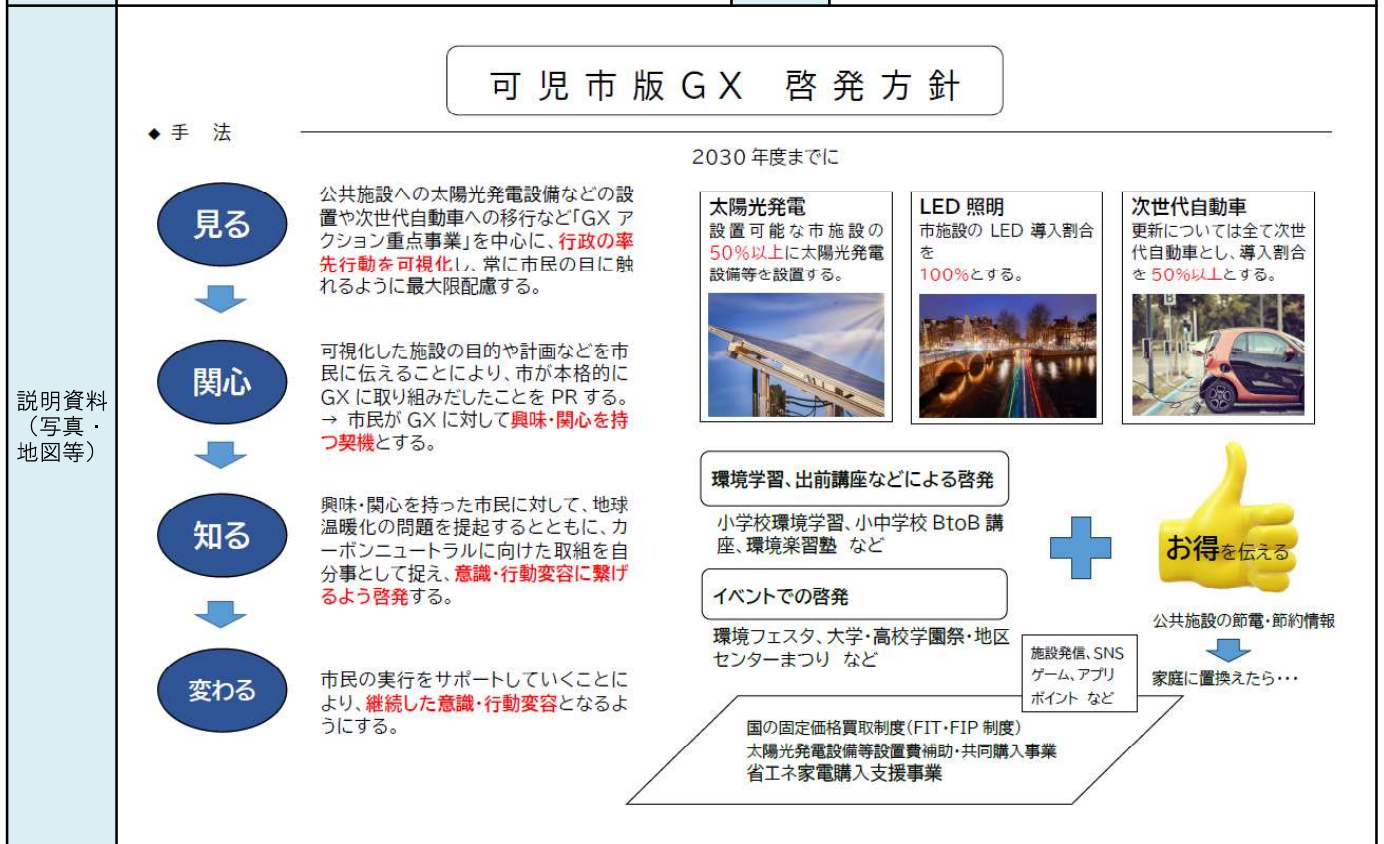 説明資料
（写真・
地図等）
可児市版GX 啓発方針
◆手 法
見る
公共施設への太陽光発電設備などの設
置や次世代自動車への移行など「GX ア
クション重点事業」を中心に、行政の率
先行動を可視化し、常に市民の目に触
れるように最大限配慮する。
関心
可視化した施設の目的や計画などを市
民に伝えることにより、市が本格的に
GX に取り組みだしたことを PR する。
→ 市民が GX に対して興味・関心を持
つ契機とする。
知る
興味・関心を持った市民に対して、地球
温暖化の問題を提起するとともに、カ
ーボンニュートラルに向けた取組を自
分事として捉え、意識・行動変容に繋げ
るよう啓発する。
変わる
市民の実行をサポートしていくことに
より、継続した意識・行動変容となるよ
うにする。
2030 年度までに
太陽光発電
設置可能な市施設の
50%以上に太陽光発電
設備等を設置する。
LED 照明
市施設の LED 導入割合
を
100%とする。
次世代自動車
更新については全て次世
代自動車とし、導入割合
を 50%以上とする。
環境学習、出前講座などによる啓発
小学校環境学習、小中学校 BtoB 講
座、環境楽習塾 など
イベントでの啓発
環境フェスタ、大学・高校学園祭・地区
センターまつり など
お得を伝える
公共施設の節電・節約情報
家庭に置換えたら・・・
施設発信、SNS
ゲーム、アプリ
ポイント など
国の固定価格買取制度(FIT・FIP 制度)
太陽光発電設備等設置費補助・共同購入事業
省エネ家電購入支援事業